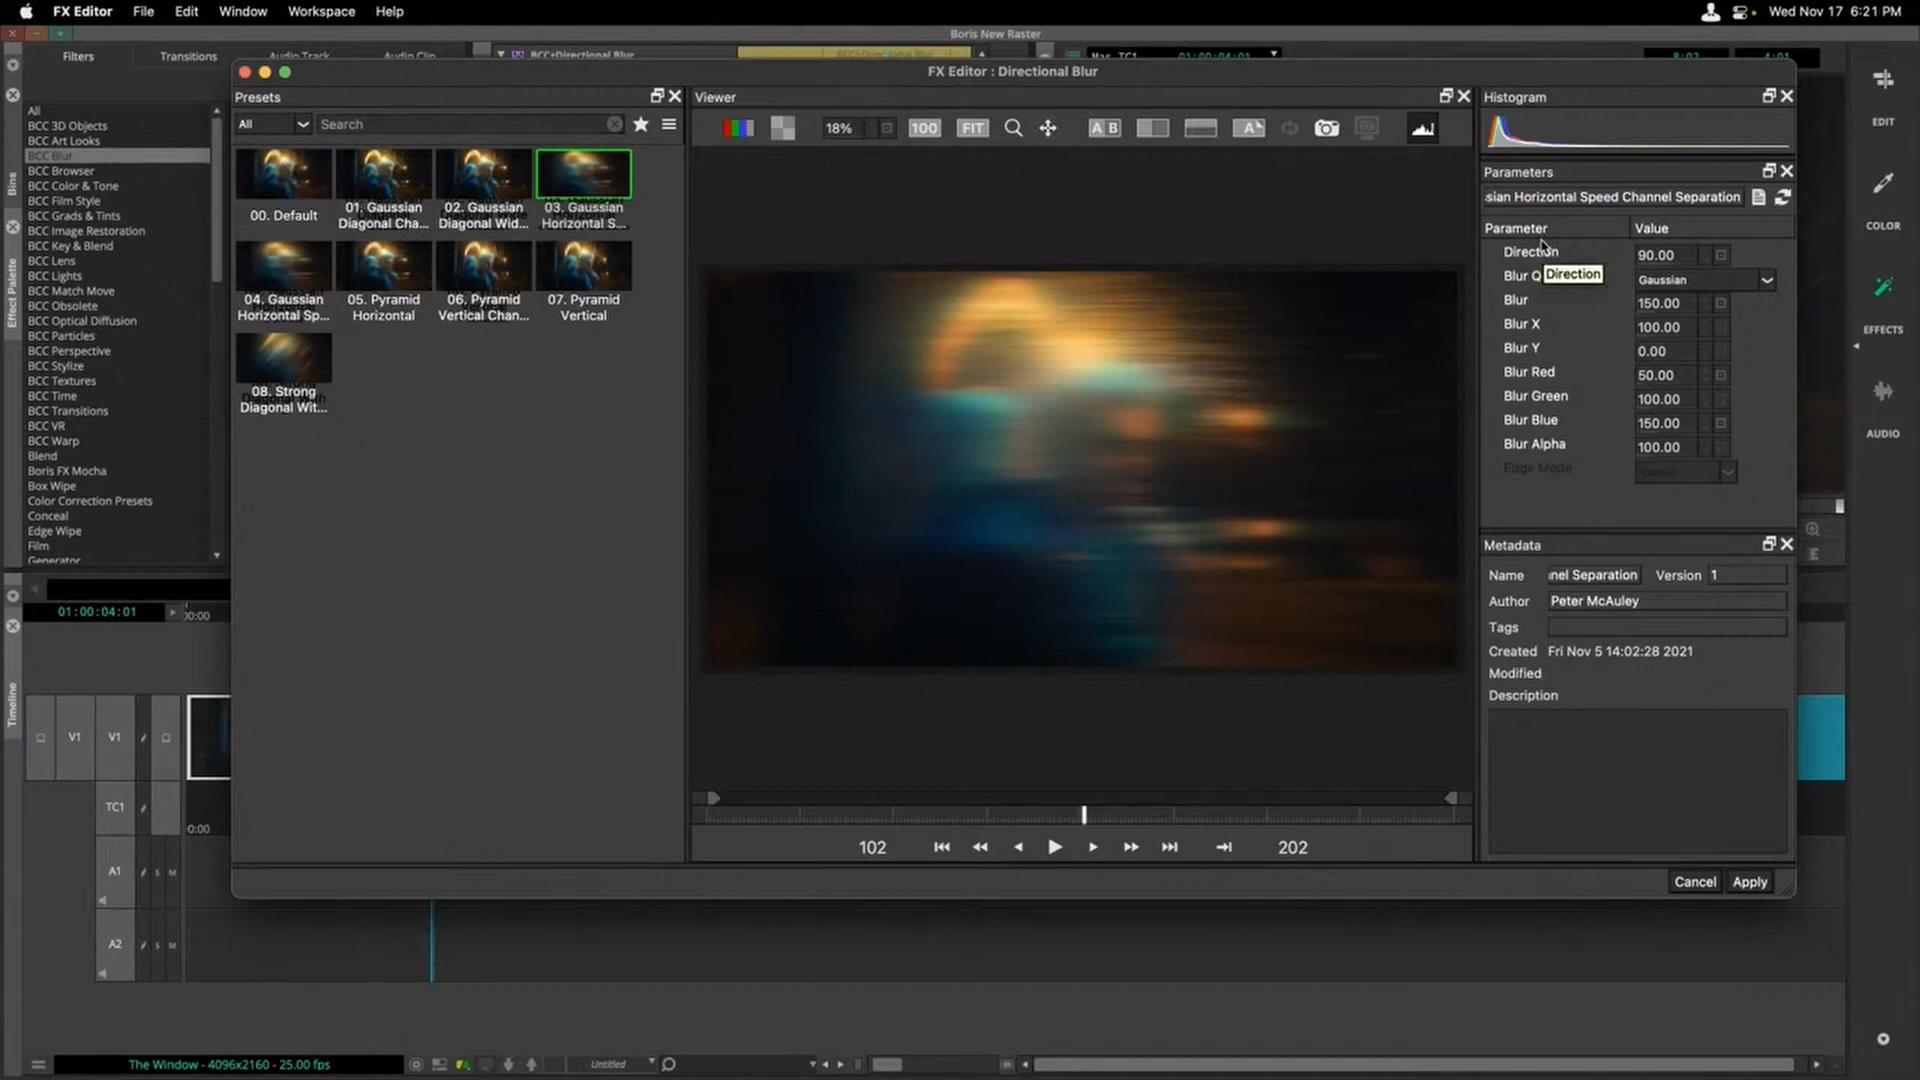 FX Editor File Edit Window Workspace Help
Wed Nov 17 6:21 PM
Boris New Raster
Filters Transitions Audio Track Audio Clip
BCC+Directional Blur
BCC+Directional Blur
Mas TC1 01:00:04:01
8:02 4:01
FX Editor : Directional Blur
Bins
Effect Palette
Timeline
All
BCC 3D Objects
BCC Art Looks
BCC Blur
BCC Browser
BCC Color & Tone
BCC Film Style
BCC Grads & Tints
BCC Image Restoration
BCC Key & Blend
BCC Lens
BCC Lights
BCC Match Move
BCC Obsolete
BCC Optical Diffusion
BCC Particles
BCC Perspective
BCC Stylize
BCC Textures
BCC Time
BCC Transitions
BCC VR
BCC Warp
Blend
Boris FX Mocha
Box Wipe
Color Correction Presets
Conceal
Edge Wipe
Film
Generator
Presets
All
Search
00. Default
01. Gaussian
Diagonal Cha...
02. Gaussian
Diagonal Wid...
03. Gaussian
Horizontal S...
04. Gaussian
Horizontal Sp...
05. Pyramid
Horizontal
06. Pyramid
Vertical Chan...
07. Pyramid
Vertical
08. Strong
Diagonal Wit...
Viewer
18% 100 FIT A B A
102 202
Histogram
Parameters
sian Horizontal Speed Channel Separation
Parameter Value
Direction 90.00
Direction
Blur Q Gaussian
Blur 150.00
Blur X 100.00
Blur Y 0.00
Blur Red 50.00
Blur Green 100.00
Blur Blue 150.00
Blur Alpha 100.00
Edge Mode
Metadata
Name nel Separation Version 1
Author Peter McAuley
Tags
Created Fri Nov 5 14:02:28 2021
Modified
Description
Cancel Apply
EDIT
COLOR
EFFECTS
AUDIO
E
01:00:04:01
00:00
V1 V1
TC1
0:00
A1 S M
A2 S M
The Window - 4096x2160 - 25.00 fps
Untitled